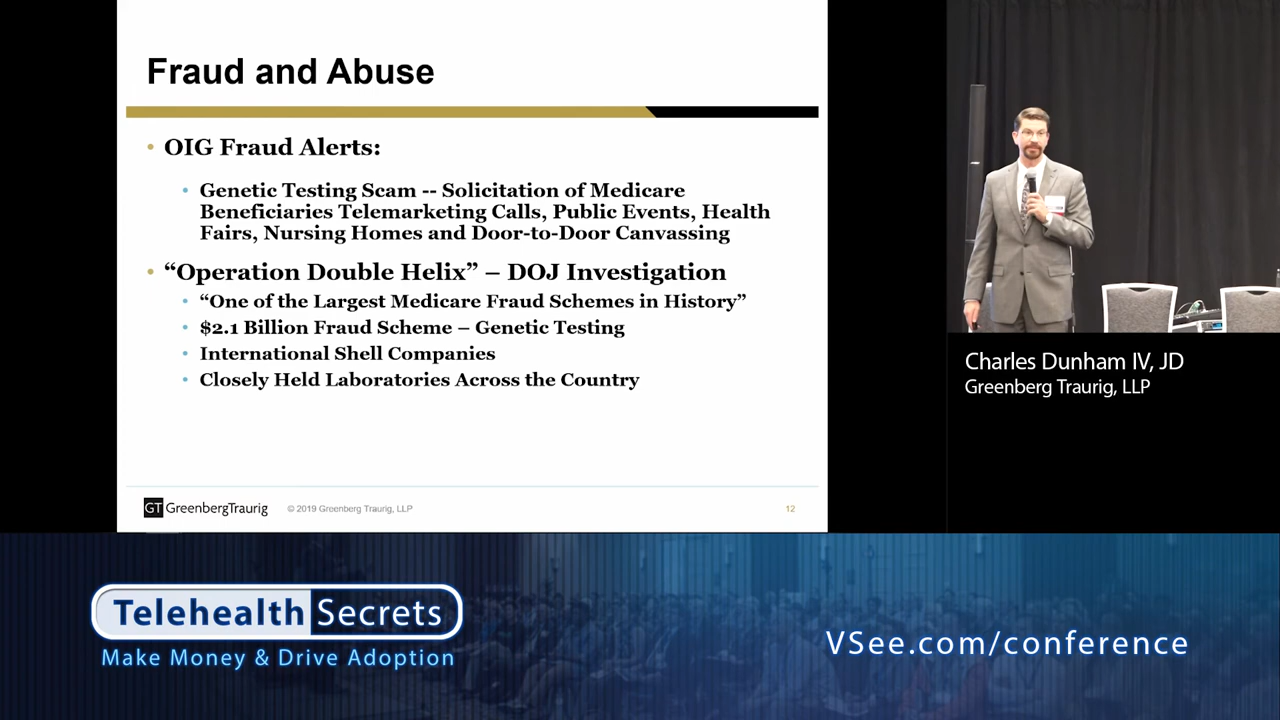 Fraud and Abuse
• OIG Fraud Alerts:
• Genetic Testing Scam -- Solicitation of Medicare
Beneficiaries Telemarketing Calls, Public Events, Health
Fairs, Nursing Homes and Door-to-Door Canvassing
• “Operation Double Helix” – DOJ Investigation
• “One of the Largest Medicare Fraud Schemes in History”
• $2.1 Billion Fraud Scheme – Genetic Testing
• International Shell Companies
• Closely Held Laboratories Across the Country
GT GreenbergTraurig
© 2019 Greenberg Traurig, LLP
12
Charles Dunham IV, JD
Greenberg Traurig, LLP
Telehealth Secrets
Make Money & Drive Adoption
VSee.com/conference